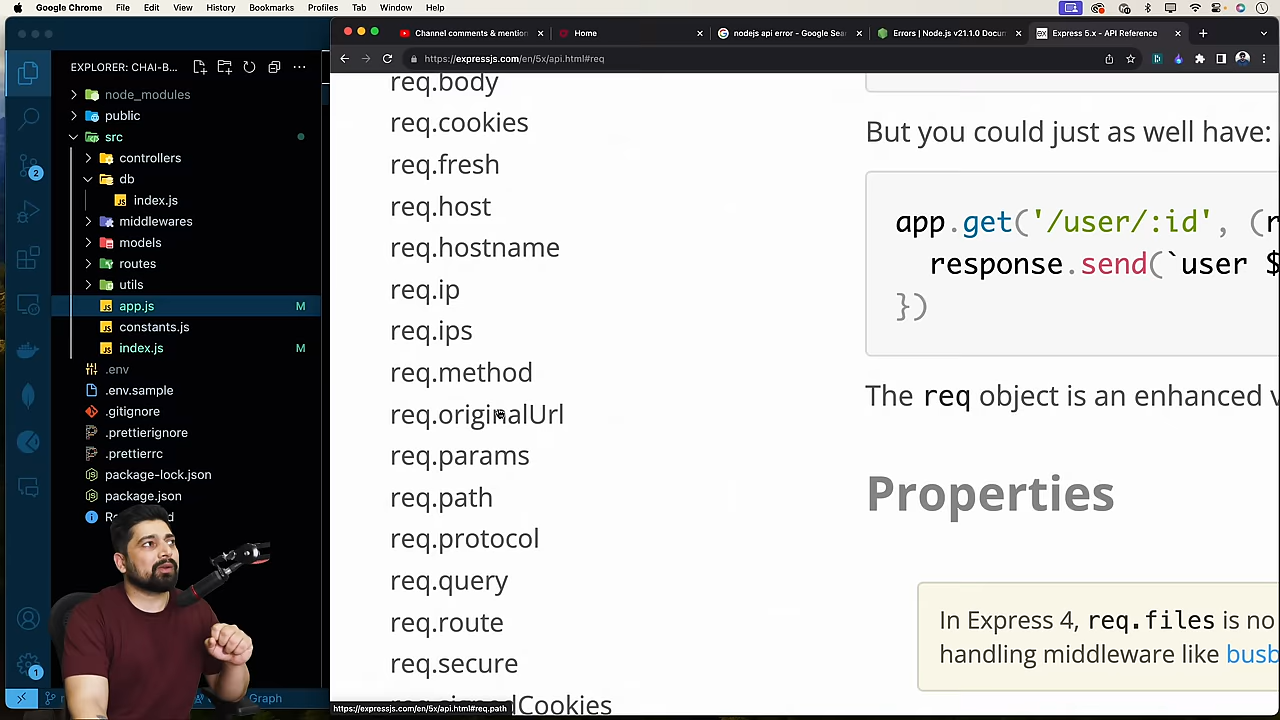 Google Chrome File Edit View History Bookmarks Profiles Tab Window Help
Channel comments & mention
Home
nodejs api error - Google Sea
Errors | Node.js v21.1.0 Docum
Express 5.x - API Reference
https://expressjs.com/en/5x/api.html#req
EXPLORER: CHAI-B...
node_modules
public
src
controllers
db
index.js
middlewares
models
routes
utils
app.js M
constants.js
index.js M
.env
.env.sample
.gitignore
.prettierignore
.prettierrc
package-lock.json
package.json
2
1
Graph
req.body
req.cookies
req.fresh
req.host
req.hostname
req.ip
req.ips
req.method
req.originalUrl
req.params
req.path
req.protocol
req.query
req.route
req.secure
dCookies
https://expressjs.com/en/5x/api.html#req.path
But you could just as well have:
app.get('/user/:id', (r
response.send(`user $
})
The req object is an enhanced v
Properties
In Express 4, req.files is no
handling middleware like busb